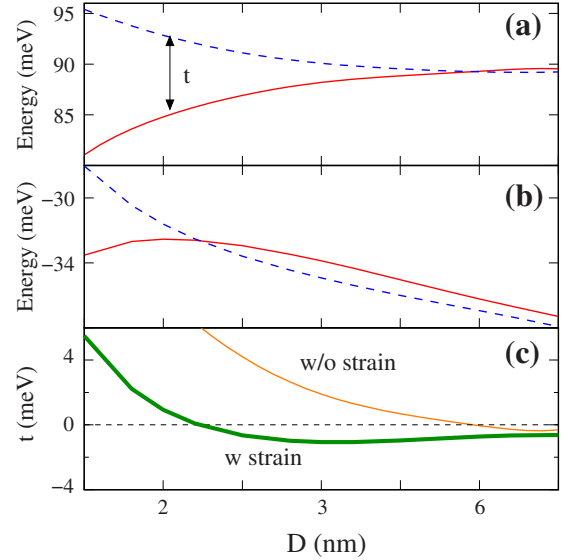 95
90
85
Energy (meV)
(a)
t
-30
-34
Energy (meV)
(b)
4
0
-4
t (meV)
(c)
w/o strain
w strain
2
3
6
D (nm)